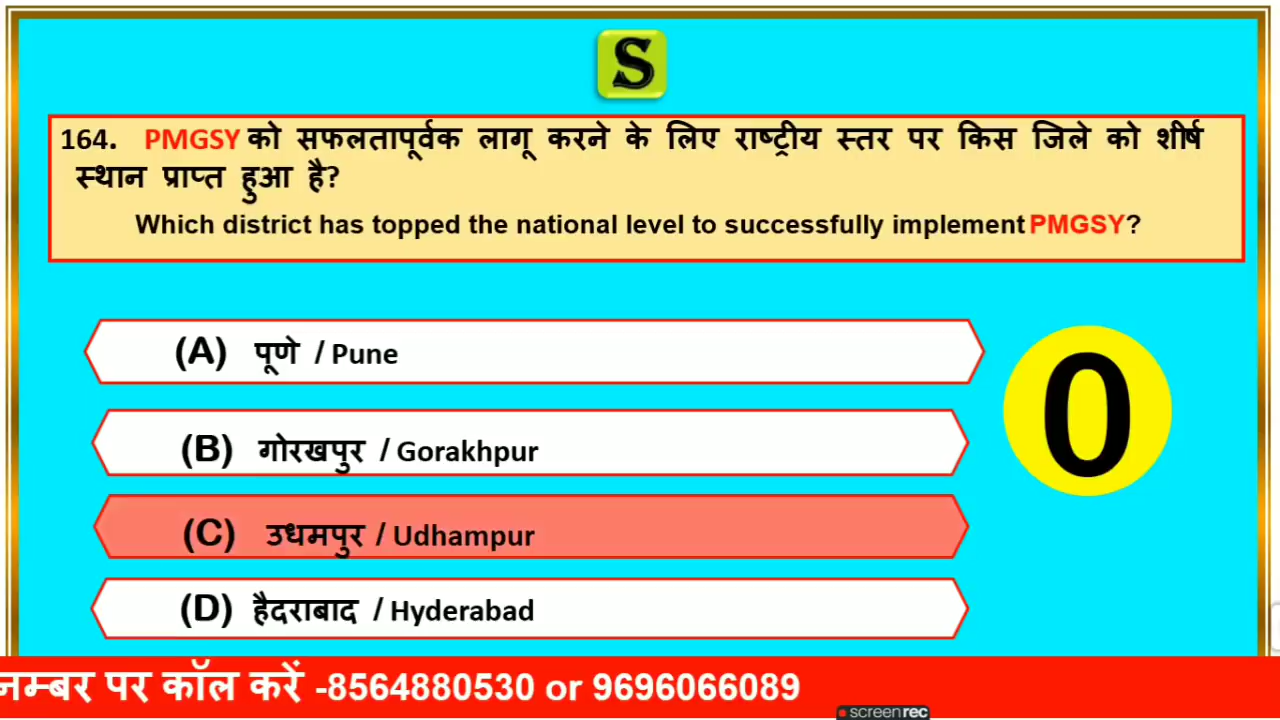 S
164. PMGSY को सफलतापूर्वक लागू करने के लिए राष्ट्रीय स्तर पर किस जिले को शीर्ष
स्थान प्राप्त हुआ है?
Which district has topped the national level to successfully implement PMGSY?
(A) पूणे / Pune
0
(B) गोरखपुर / Gorakhpur
(C) उधमपुर / Udhampur
(D) हैदराबाद / Hyderabad
नम्बर पर कॉल करें -8564880530 or 9696066089
screenrec